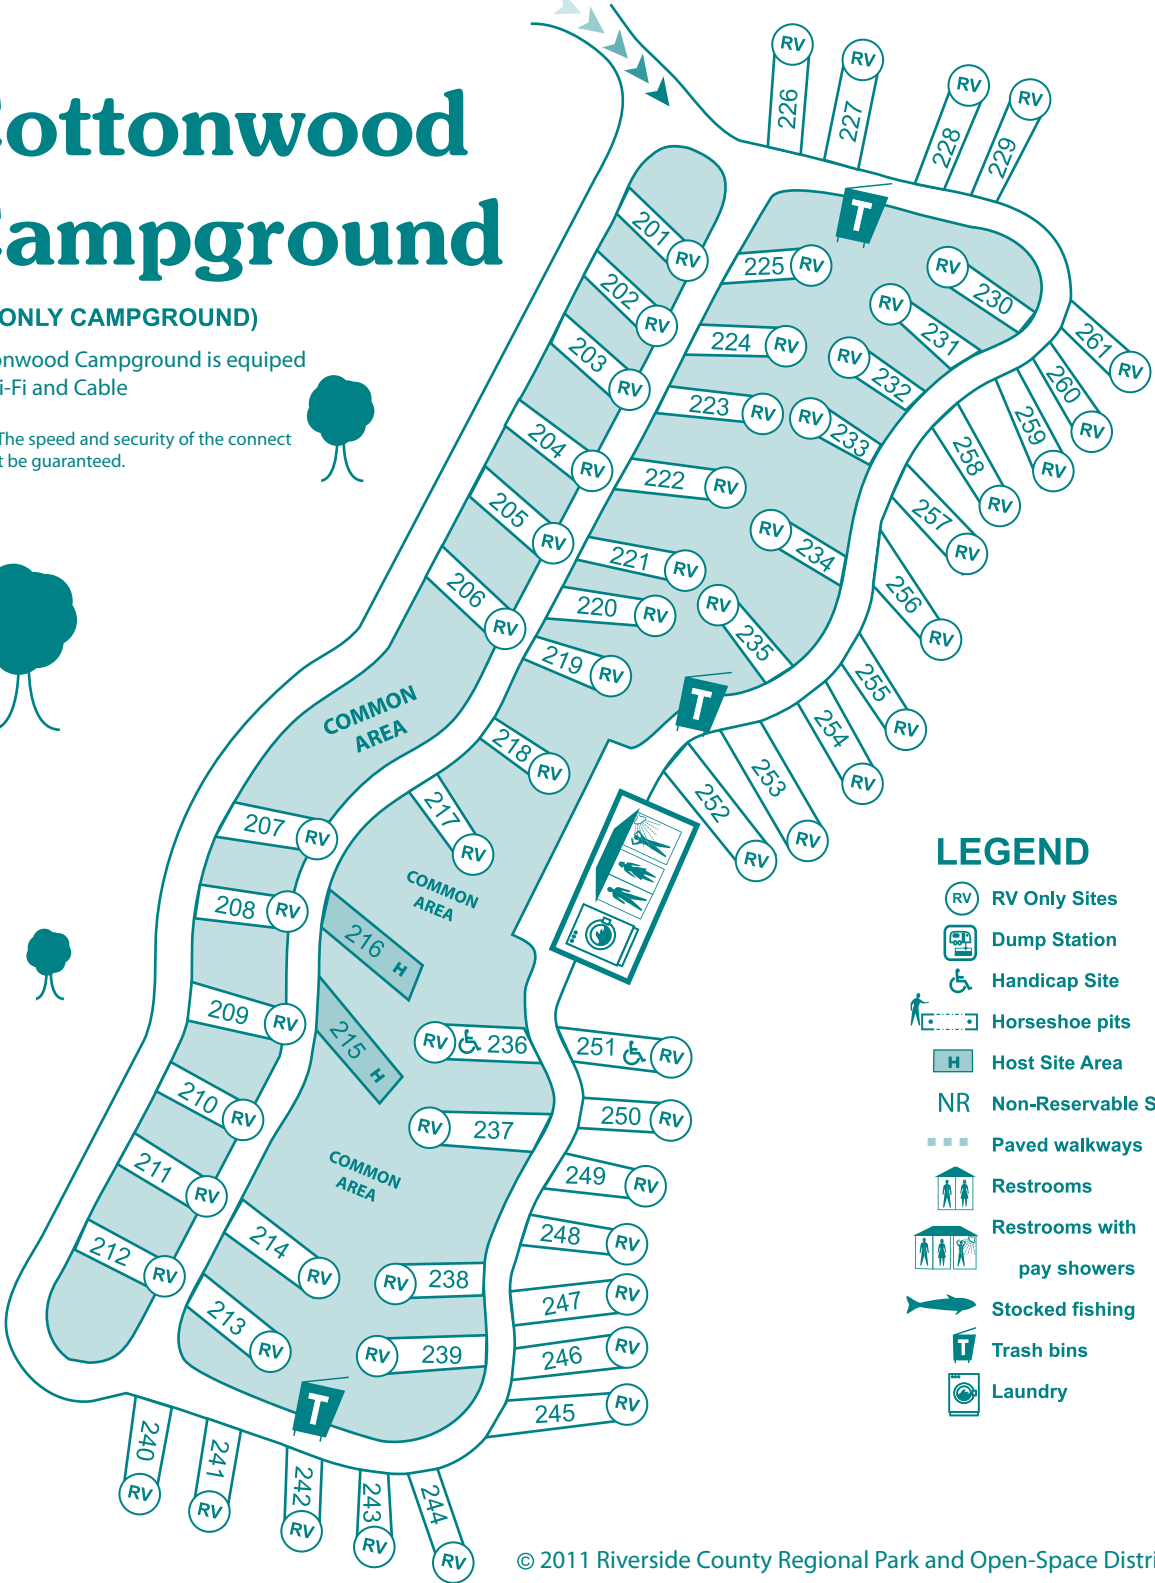 ottonwood
Campground
ONLY CAMPGROUND)
onwood Campground is equiped
i-Fi and Cable
The speed and security of the connect
t be guaranteed.
RV 226
RV 227
RV 228
RV 229
201 RV
202 RV
203 RV
204 RV
205 RV
206 RV
225 RV
224 RV
223 RV
222 RV
221 RV
220 RV
219 RV
218 RV
217 RV
T
RV 230
RV 231
RV 232
RV 233
RV 234
RV 235
261 RV
260 RV
259 RV
258 RV
257 RV
256 RV
255 RV
254 RV
253 RV
252 RV
T
COMMON
AREA
207 RV
208 RV
209 RV
210 RV
211 RV
212 RV
COMMON
AREA
216 H
215 H
RV 236
251 RV
RV 237
250 RV
COMMON
AREA
249 RV
248 RV
214 RV
213 RV
RV 238
RV 239
247 RV
246 RV
245 RV
T
240 RV
241 RV
242 RV
243 RV
244 RV
LEGEND
RV RV Only Sites
Dump Station
Handicap Site
Horseshoe pits
H Host Site Area
NR Non-Reservable S
Paved walkways
Restrooms
Restrooms with
pay showers
Stocked fishing
T Trash bins
Laundry
© 2011 Riverside County Regional Park and Open-Space Distri